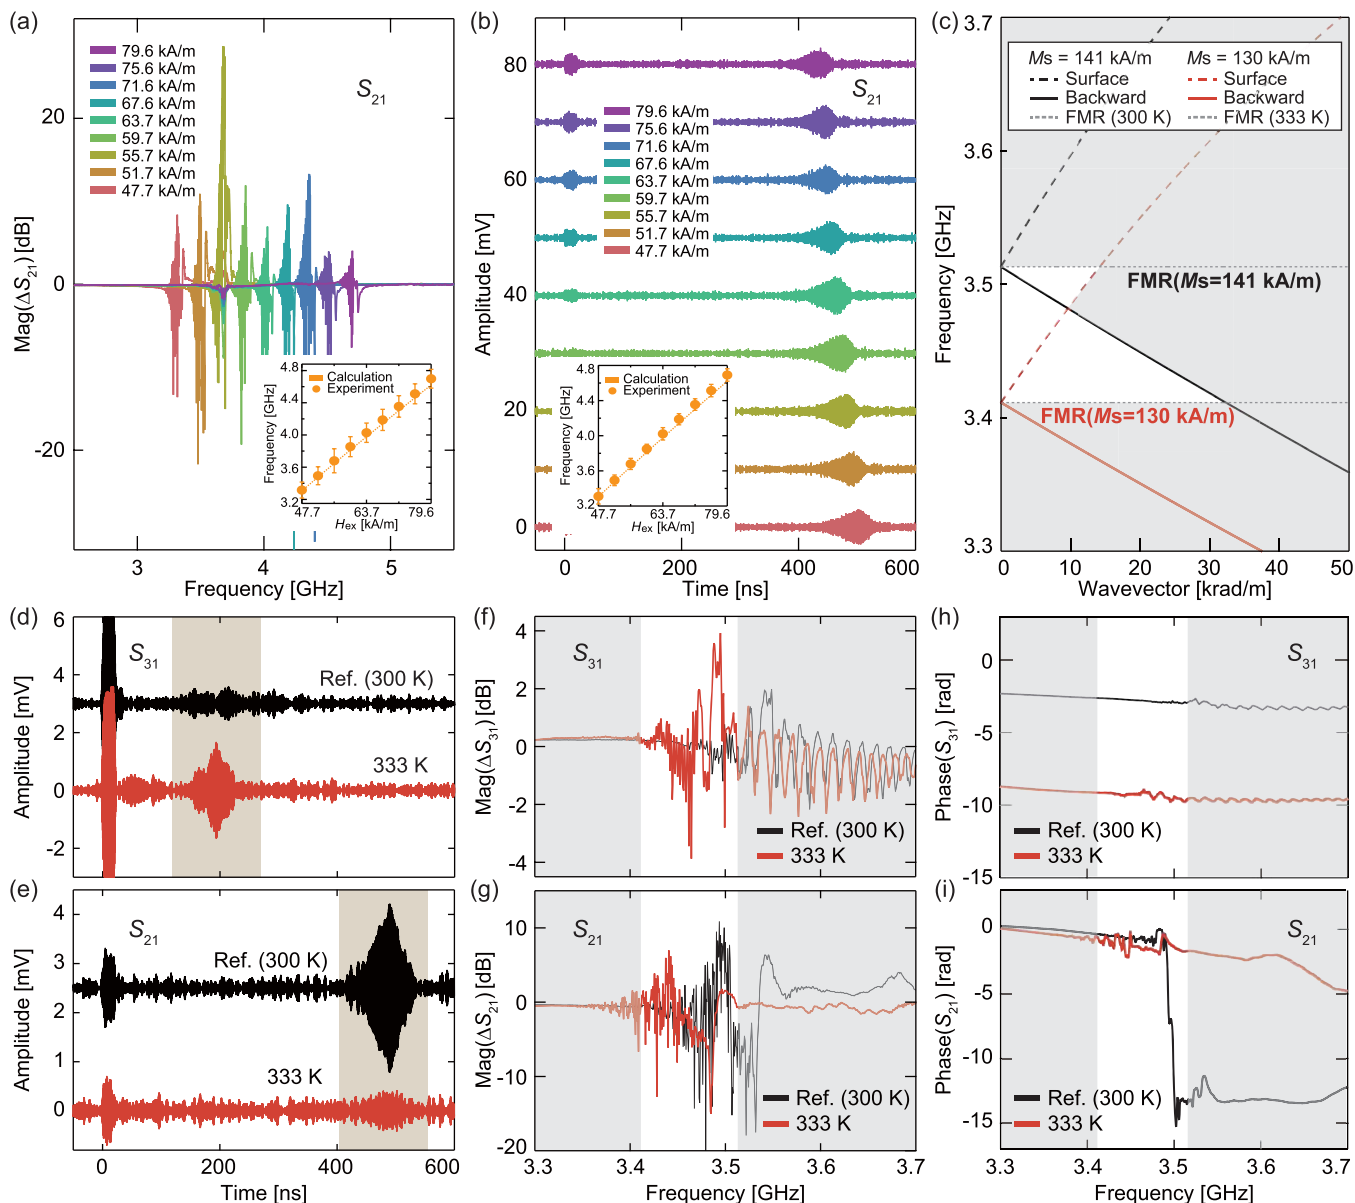 (a)
Mag(ΔS21) [dB]
20
0
-20
79.6 kA/m
75.6 kA/m
71.6 kA/m
67.6 kA/m
63.7 kA/m
59.7 kA/m
55.7 kA/m
51.7 kA/m
47.7 kA/m
S21
Frequency [GHz]
4.8
4.4
4.0
3.6
3.2
Calculation
Experiment
47.7 63.7 79.6
Hex [kA/m]
3 4 5
Frequency [GHz]
(b)
Amplitude [mV]
80
60
40
20
0
S21
79.6 kA/m
75.6 kA/m
71.6 kA/m
67.6 kA/m
63.7 kA/m
59.7 kA/m
55.7 kA/m
51.7 kA/m
47.7 kA/m
Frequency [GHz]
4.8
4.4
4.0
3.6
3.2
Calculation
Experiment
47.7 63.7 79.6
Hex [kA/m]
0 200 400 600
Time [ns]
(c)
Frequency [GHz]
3.7
3.6
3.5
3.4
3.3
Ms = 141 kA/m
Surface
Backward
FMR (300 K)
Ms = 130 kA/m
Surface
Backward
FMR (333 K)
FMR(Ms=141 kA/m)
FMR(Ms=130 kA/m)
0 10 20 30 40 50
Wavevector [krad/m]
(d)
Amplitude [mV]
6
4
2
0
-2
S31
Ref. (300 K)
333 K
(e)
Amplitude [mV]
4
3
2
1
0
S21
Ref. (300 K)
333 K
0 200 400 600
Time [ns]
(f)
Mag(ΔS31) [dB]
4
2
0
-2
-4
S31
Ref. (300 K)
333 K
(g)
Mag(ΔS21) [dB]
10
0
-10
-20
S21
Ref. (300 K)
333 K
3.3 3.4 3.5 3.6 3.7
Frequency [GHz]
(h)
Phase(S31) [rad]
0
-5
-10
-15
S31
Ref. (300 K)
333 K
(i)
Phase(S21) [rad]
0
-5
-10
-15
S21
Ref. (300 K)
333 K
3.3 3.4 3.5 3.6 3.7
Frequency [GHz]